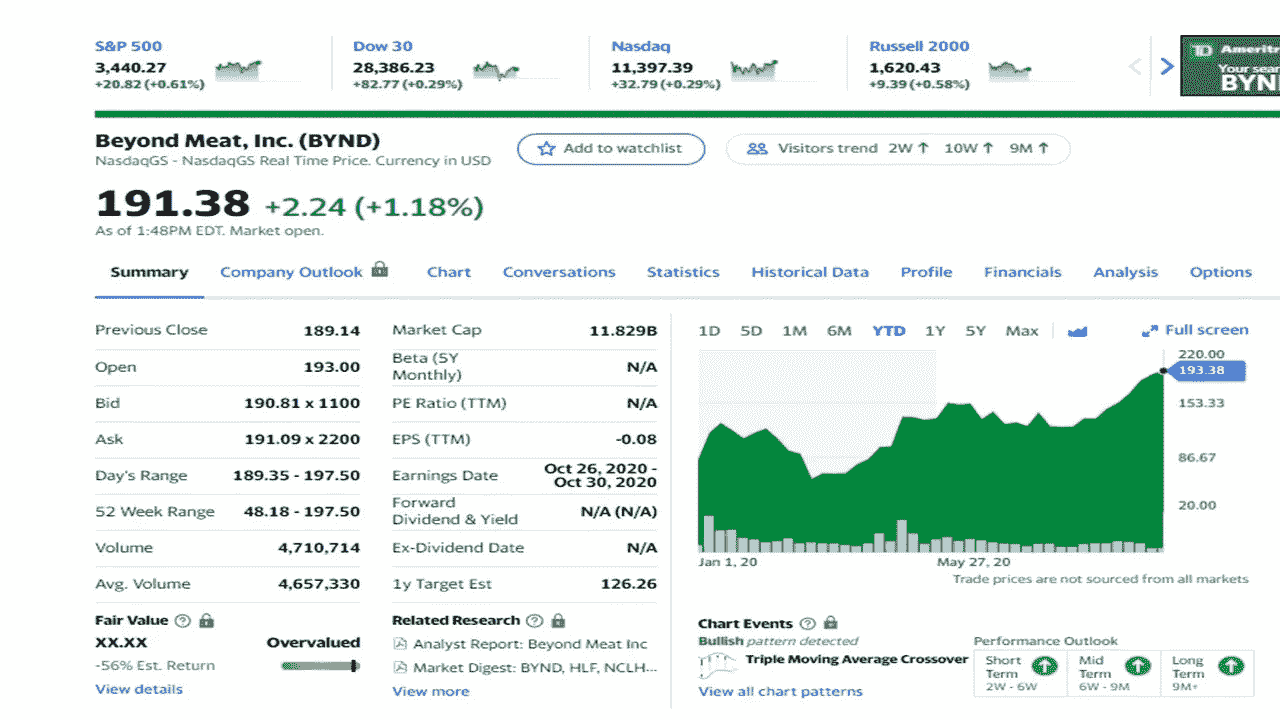 S&P 500
3,440.27
+20.82 (+0.61%)
Dow 30
28,386.23
+82.77 (+0.29%)
Nasdaq
11,397.39
+32.79 (+0.29%)
Russell 2000
1,620.43
+9.39 (+0.58%)
TD
Your
BYN
Beyond Meat, Inc. (BYND)
NasdaqGS - NasdaqGS Real Time Price. Currency in USD
Add to watchlist
Visitors trend 2W ↑ 10W ↑ 9M ↑
191.38 +2.24 (+1.18%)
As of 1:48PM EDT. Market open.
Summary Company Outlook Chart Conversations Statistics Historical Data Profile Financials Analysis Options
Previous Close 189.14
Open 193.00
Bid 190.81 x 1100
Ask 191.09 x 2200
Day's Range 189.35 - 197.50
52 Week Range 48.18 - 197.50
Volume 4,710,714
Avg. Volume 4,657,330
Market Cap 11.829B
Beta (5Y
Monthly) N/A
PE Ratio (TTM) N/A
EPS (TTM) -0.08
Earnings Date Oct 26, 2020 -
Oct 30, 2020
Forward
Dividend & Yield N/A (N/A)
Ex-Dividend Date N/A
1y Target Est 126.26
1D 5D 1M 6M YTD 1Y 5Y Max
Full screen
220.00
193.38
153.33
86.67
20.00
Jan 1, 20 May 27, 20
Trade prices are not sourced from all markets
Fair Value
XX.XX Overvalued
-56% Est. Return
View details
Related Research
Analyst Report: Beyond Meat Inc
Market Digest: BYND, HLF, NCLH...
View more
Chart Events
Bullish pattern detected
Triple Moving Average Crossover
View all chart patterns
Performance Outlook
Short
Term
2W - 6W
Mid
Term
6W - 9M
Long
Term
9M+